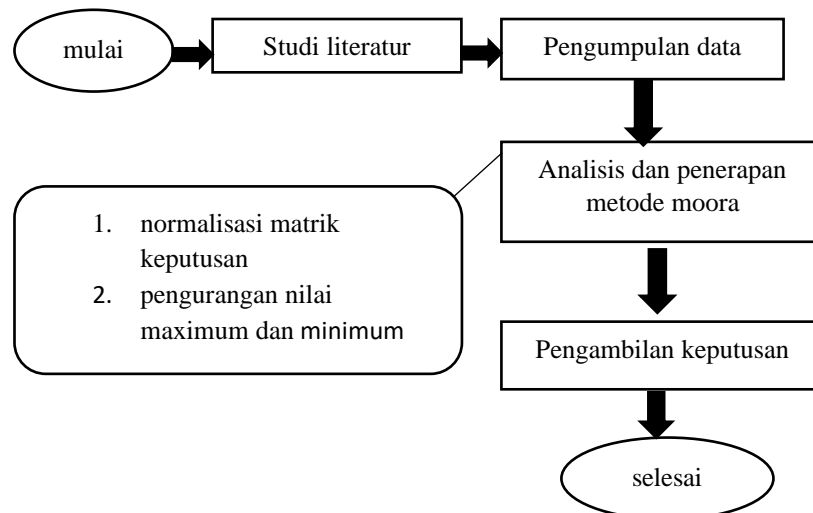 mulai
Studi literatur
Pengumpulan data
Analisis dan penerapan
metode moora
1. normalisasi matrik
keputusan
2. pengurangan nilai
maximum dan minimum
Pengambilan keputusan
selesai